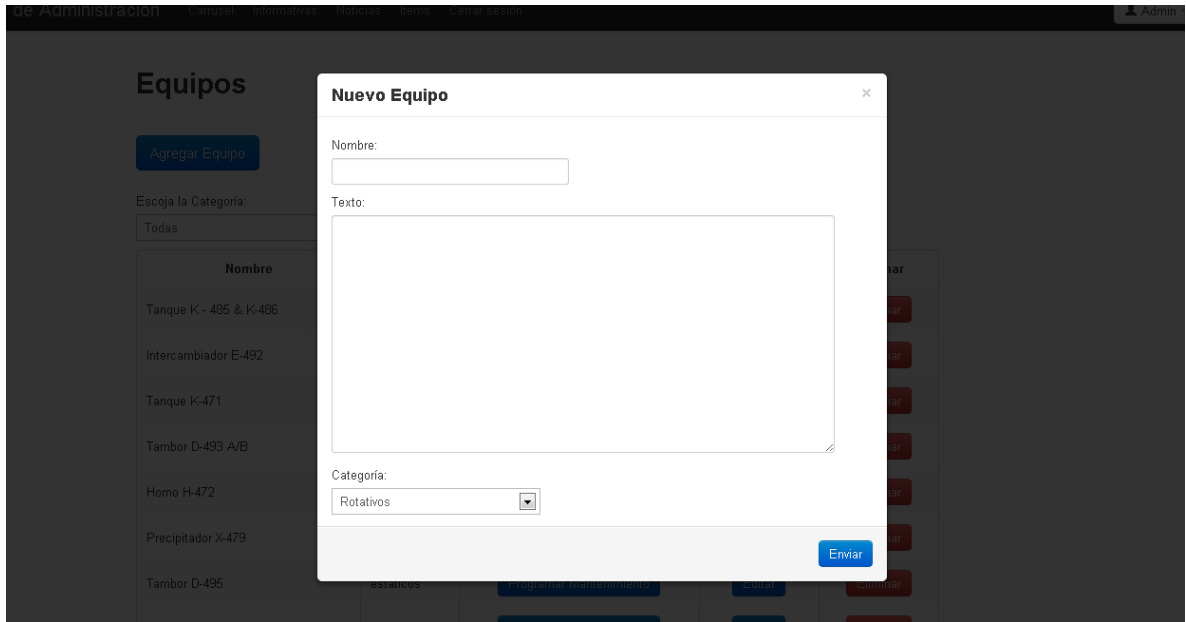 de Administración Carrusel Informativas Noticias Items Cerrar sesión Admin
Equipos
Nuevo Equipo ×
Nombre:
Agregar Equipo
Texto:
Escoja la Categoría:
Todas
Nombre
Tanque K - 485 & K-486
Intercambiador E-492
Tanque K-471
Tambor D-493 A/B
Categoría:
Horno H-472
Rotativos
Precipitador X-479
Enviar
Tambor D-495 estáticos Programar Mantenimiento Editar Eliminar